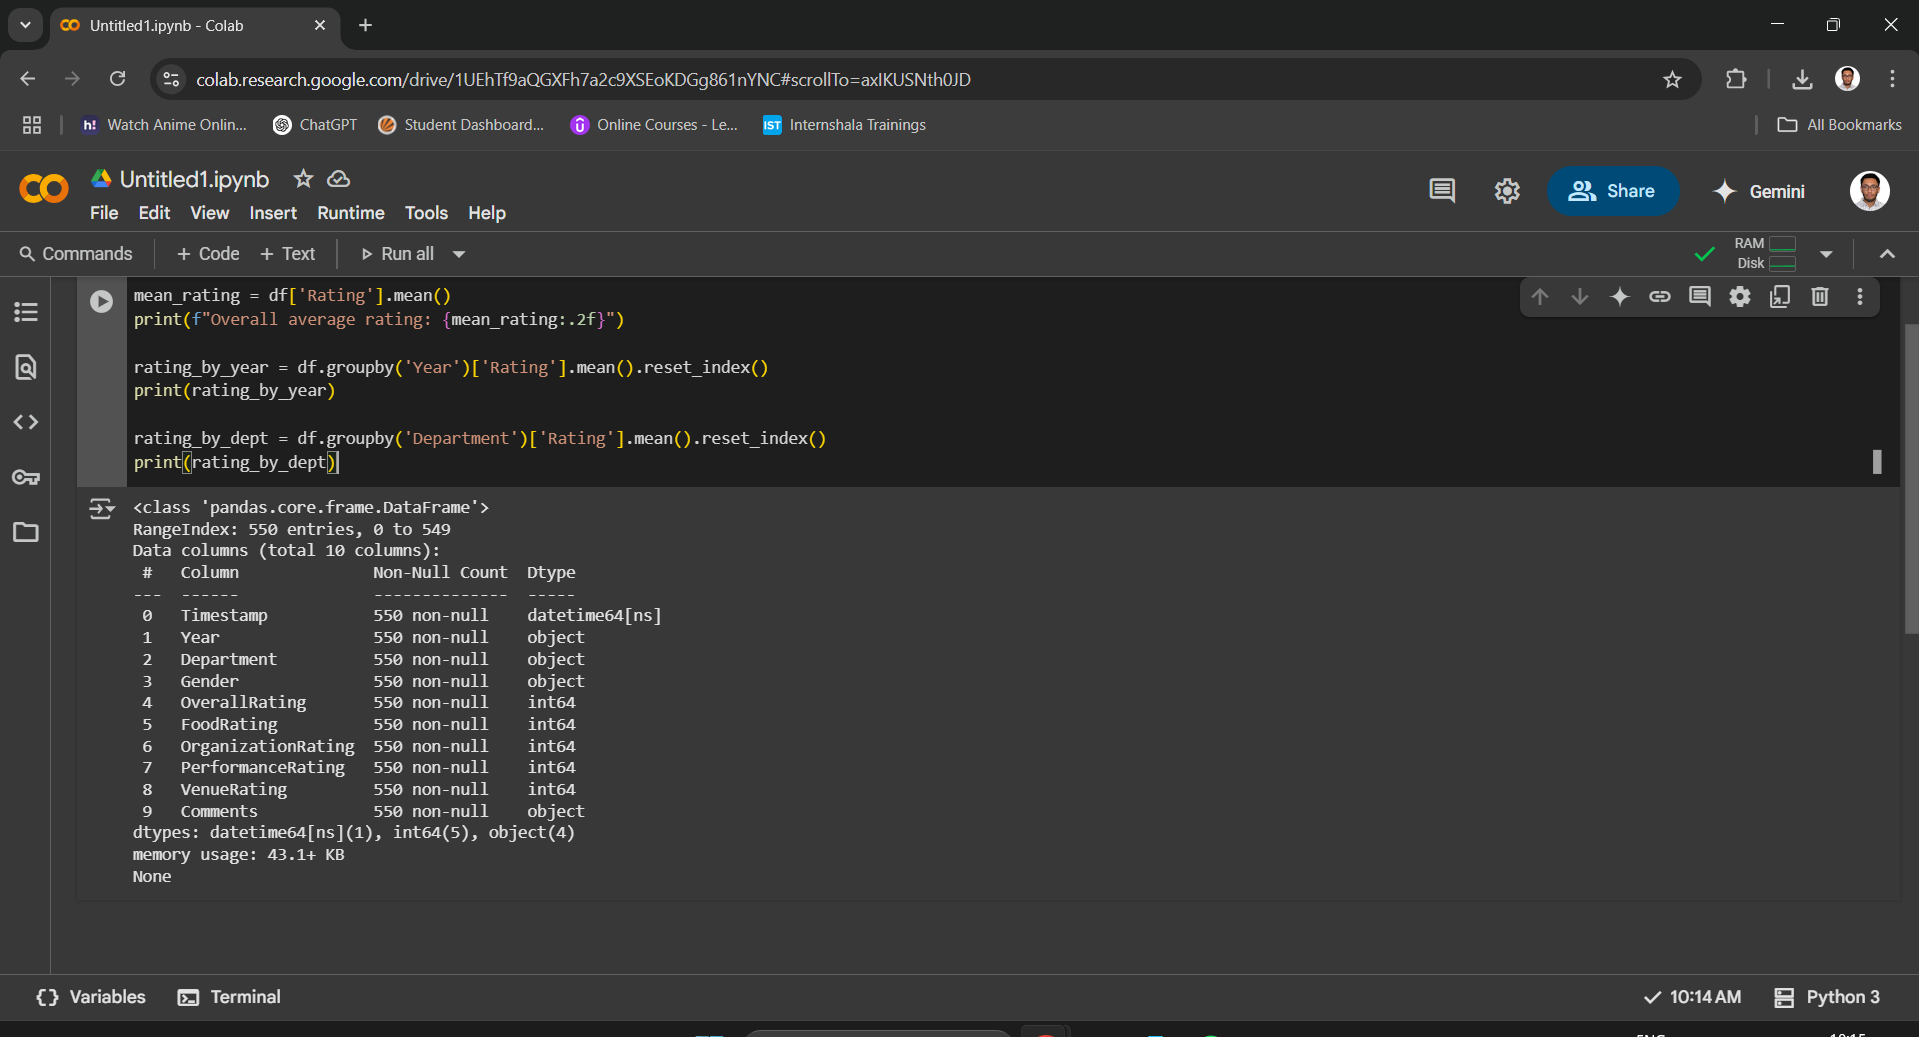 Untitled1.ipynb - Colab
colab.research.google.com/drive/1UEhTf9aQGXFh7a2c9XSEoKDGg861nYNC#scrollTo=axIKUSNth0JD
h! Watch Anime Onlin... ChatGPT Student Dashboard... Online Courses - Le... IST Internshala Trainings All Bookmarks
Untitled1.ipynb
File Edit View Insert Runtime Tools Help
Share Gemini
Commands + Code + Text Run all
RAM
Disk
mean_rating = df['Rating'].mean()
print(f"Overall average rating: {mean_rating:.2f}")
rating_by_year = df.groupby('Year')['Rating'].mean().reset_index()
print(rating_by_year)
rating_by_dept = df.groupby('Department')['Rating'].mean().reset_index()
print(rating_by_dept)
<class 'pandas.core.frame.DataFrame'>
RangeIndex: 550 entries, 0 to 549
Data columns (total 10 columns):
# Column Non-Null Count Dtype
--- ------ -------------- -----
0 Timestamp 550 non-null datetime64[ns]
1 Year 550 non-null object
2 Department 550 non-null object
3 Gender 550 non-null object
4 OverallRating 550 non-null int64
5 FoodRating 550 non-null int64
6 OrganizationRating 550 non-null int64
7 PerformanceRating 550 non-null int64
8 VenueRating 550 non-null int64
9 Comments 550 non-null object
dtypes: datetime64[ns](1), int64(5), object(4)
memory usage: 43.1+ KB
None
Variables Terminal 10:14 AM Python 3